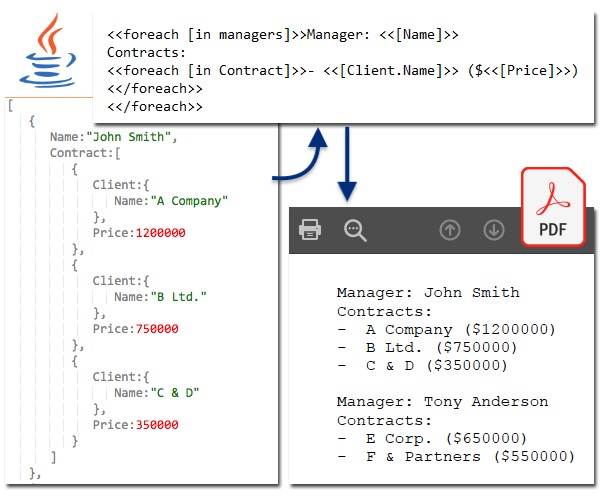 <<foreach [in managers]>>Manager: <<[Name]>>
Contracts:
<<foreach [in Contract]>>- <<[Client.Name]>> ($<<[Price]>>)
<</foreach>>
<</foreach>>
[
{
Name:"John Smith",
Contract:[
{
Client:{
Name:"A Company"
},
Price:1200000
},
{
Client:{
Name:"B Ltd."
},
Price:750000
},
{
Client:{
Name:"C & D"
},
Price:350000
}
]
},
PDF
Manager: John Smith
Contracts:
- A Company ($1200000)
- B Ltd. ($750000)
- C & D ($350000)
Manager: Tony Anderson
Contracts:
- E Corp. ($650000)
- F & Partners ($550000)